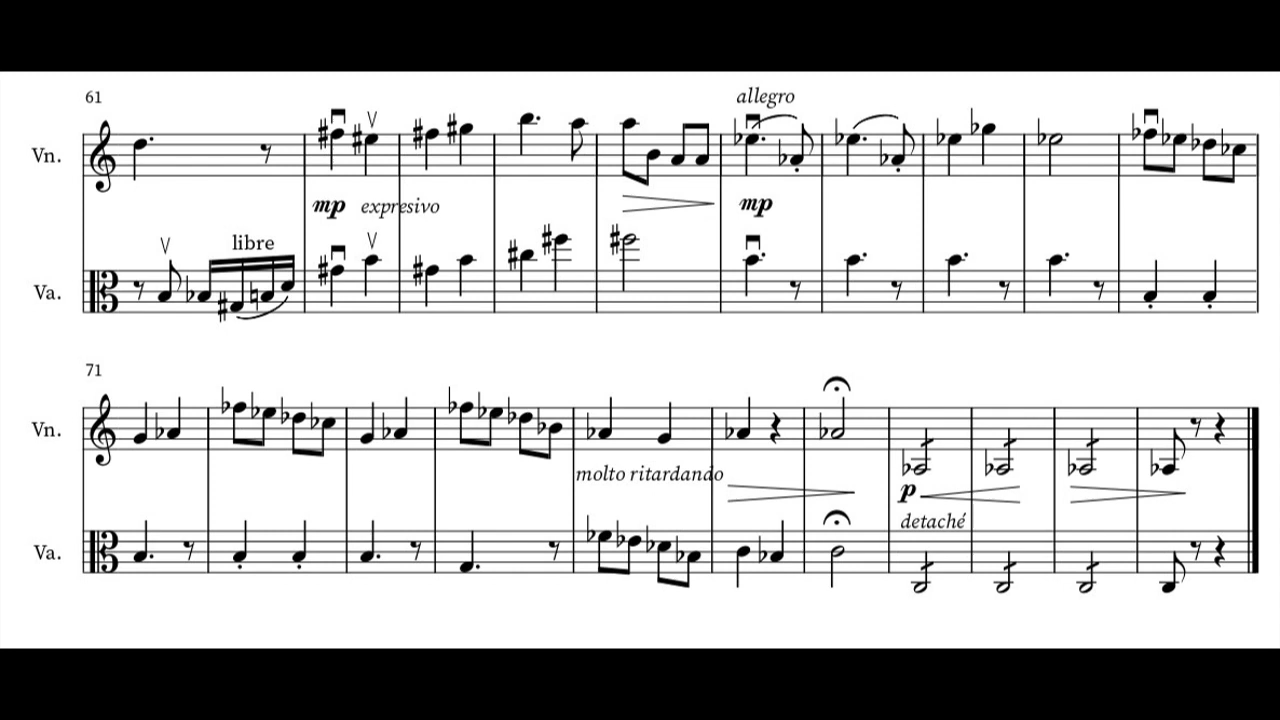 61
allegro
Vn.
mp expresivo mp
libre
Va.
71
Vn.
molto ritardando
p
detaché
Va.